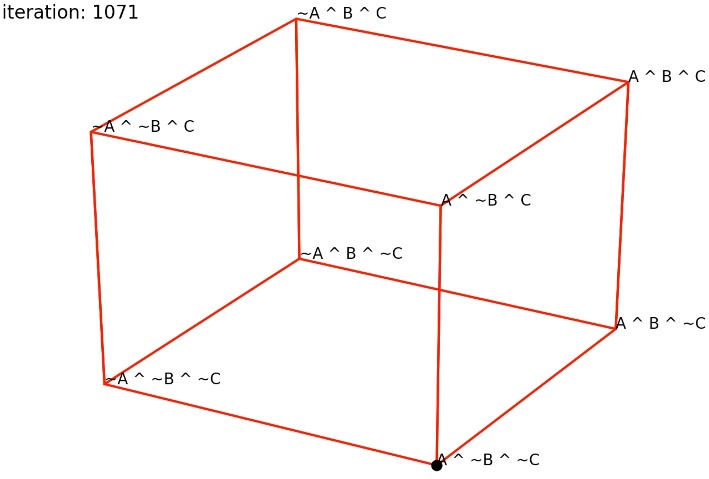 iteration: 1071
~A ^ B ^ C
A ^ B ^ C
~A ^ ~B ^ C
A ^ ~B ^ C
~A ^ B ^ ~C
A ^ B ^ ~C
~A ^ ~B ^ ~C
A ^ ~B ^ ~C